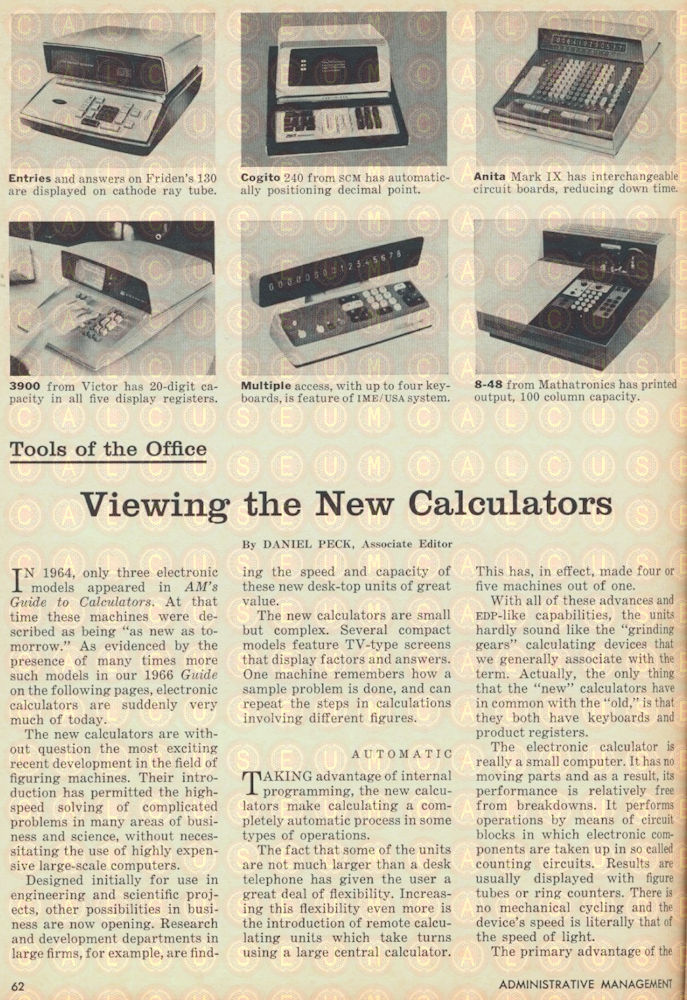 Entries and answers on Friden's 130
are displayed on cathode ray tube.
Cogito 240 from SCM has automatic-
ally positioning decimal point.
Anita Mark IX has interchangeable
circuit boards, reducing down time.
0000000012345678
3900 from Victor has 20-digit ca-
pacity in all five display registers.
Multiple access, with up to four key-
boards, is feature of IME/USA system.
8-48 from Mathatronics has printed
output, 100 column capacity.
Tools of the Office
Viewing the New Calculators
By DANIEL PECK, Associate Editor
IN 1964, only three electronic
models appeared in AM's
Guide to Calculators. At that
time these machines were de-
scribed as being "as new as to-
morrow." As evidenced by the
presence of many times more
such models in our 1966 Guide
on the following pages, electronic
calculators are suddenly very
much of today.
The new calculators are with-
out question the most exciting
recent development in the field of
figuring machines. Their intro-
duction has permitted the high-
speed solving of complicated
problems in many areas of busi-
ness and science, without neces-
sitating the use of highly expen-
sive large-scale computers.
Designed initially for use in
engineering and scientific proj-
ects, other possibilities in busi-
ness are now opening. Research
and development departments in
large firms, for example, are find-
ing the speed and capacity of
these new desk-top units of great
value.
The new calculators are small
but complex. Several compact
models feature TV-type screens
that display factors and answers.
One machine remembers how a
sample problem is done, and can
repeat the steps in calculations
involving different figures.
AUTOMATIC
TAKING advantage of internal
programming, the new calcu-
lators make calculating a com-
pletely automatic process in some
types of operations.
The fact that some of the units
are not much larger than a desk
telephone has given the user a
great deal of flexibility. Increas-
ing this flexibility even more is
the introduction of remote calcu-
lating units which take turns
using a large central calculator.
This has, in effect, made four or
five machines out of one.
With all of these advances and
EDP-like capabilities, the units
hardly sound like the "grinding
gears" calculating devices that
we generally associate with the
term. Actually, the only thing
that the "new" calculators have
in common with the "old," is that
they both have keyboards and
product registers.
The electronic calculator is
really a small computer. It has no
moving parts and as a result, its
performance is relatively free
from breakdowns. It performs
operations by means of circuit
blocks in which electronic com-
ponents are taken up in so called
counting circuits. Results are
usually displayed with figure
tubes or ring counters. There is
no mechanical cycling and the
device's speed is literally that of
the speed of light.
The primary advantage of the
62
ADMINISTRATIVE MANAGEMENT